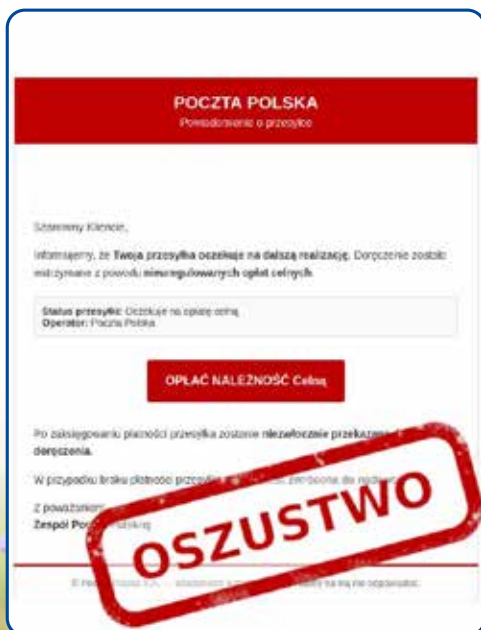 POCZTA POLSKA
Powiadomienie o przesyłce
Szanowny Kliencie,
Informujemy, że Twoja przesyłka oczekuje na dalszą realizację. Doręczenie zostało
wstrzymane z powodu nieuregulowanych opłat celnych.
Status przesyłki: Oczekuje na opłatę celną
Operator: Poczta Polska
OPŁAĆ NALEŻNOŚĆ Celną
Po zaksięgowaniu płatności przesyłka zostanie niezwłocznie przekazana
doręczenia.
W przypadku braku płatności przesyłka
Z poważaniem
Zespół
OSZUSTWO